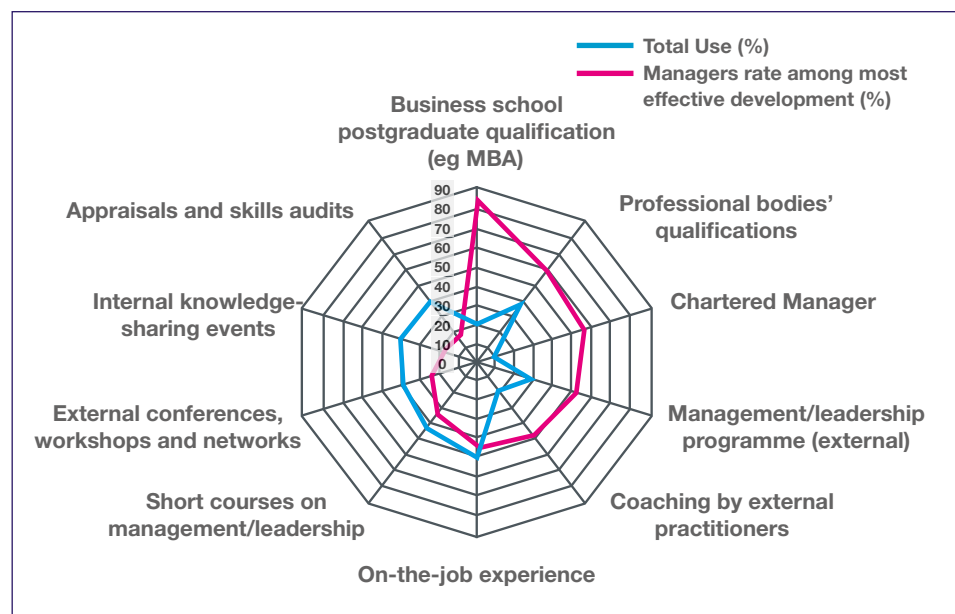 Total Use (%)
Managers rate among most
effective development (%)
Business school
postgraduate qualification
(eg MBA)
Professional bodies’
qualifications
Chartered Manager
Management/leadership
programme (external)
Coaching by external
practitioners
On-the-job experience
Short courses on
management/leadership
External conferences,
workshops and networks
Internal knowledge-
sharing events
Appraisals and skills audits
90
80
70
60
50
40
30
20
10
0